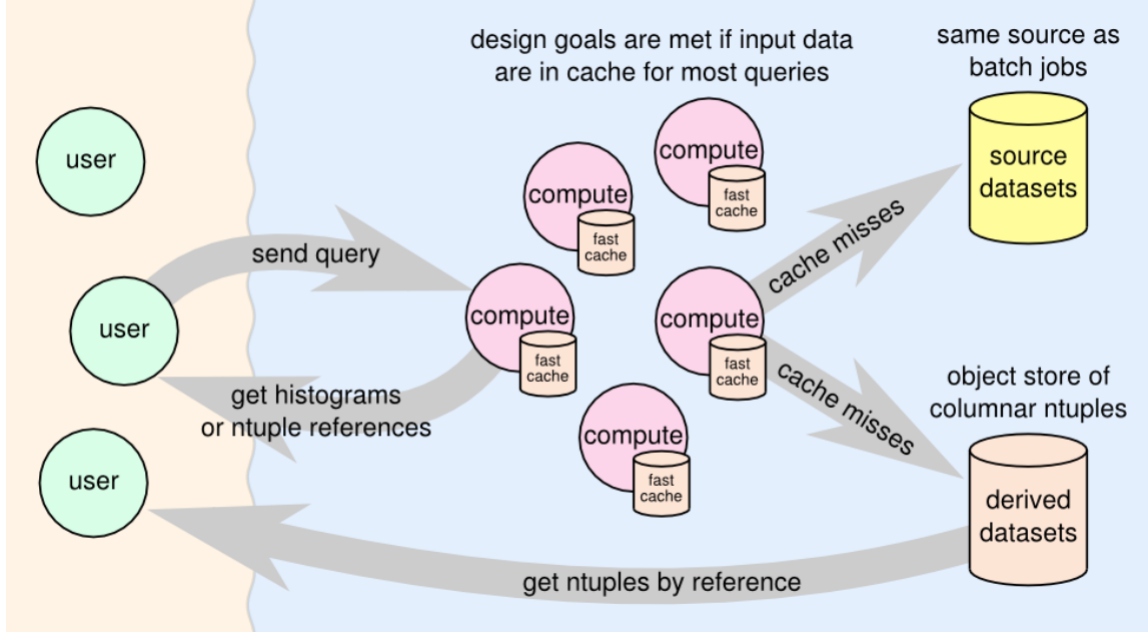 design goals are met if input data
are in cache for most queries
same source as
batch jobs
user
compute
fast
cache
compute
fast
cache
source
datasets
send query
cache misses
user
compute
fast
cache
compute
fast
cache
get histograms
or ntuple references
cache misses
object store of
columnar ntuples
user
compute
fast
cache
derived
datasets
get ntuples by reference